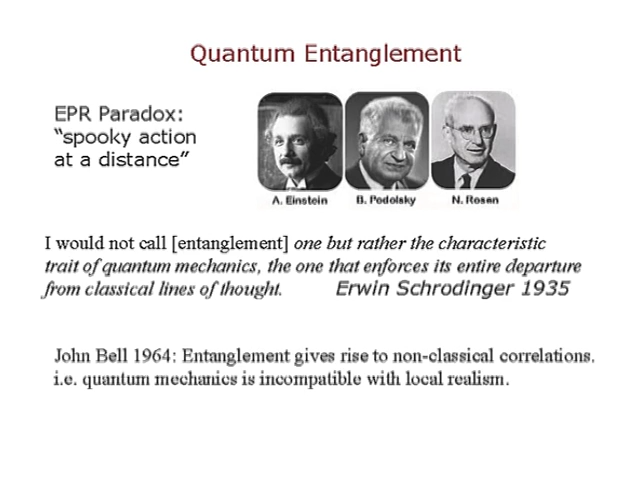 Quantum Entanglement
EPR Paradox:
“spooky action
at a distance”
A. Einstein B. Podolsky N. Rosen
I would not call [entanglement] one but rather the characteristic
trait of quantum mechanics, the one that enforces its entire departure
from classical lines of thought. Erwin Schrodinger 1935
John Bell 1964: Entanglement gives rise to non-classical correlations.
i.e. quantum mechanics is incompatible with local realism.